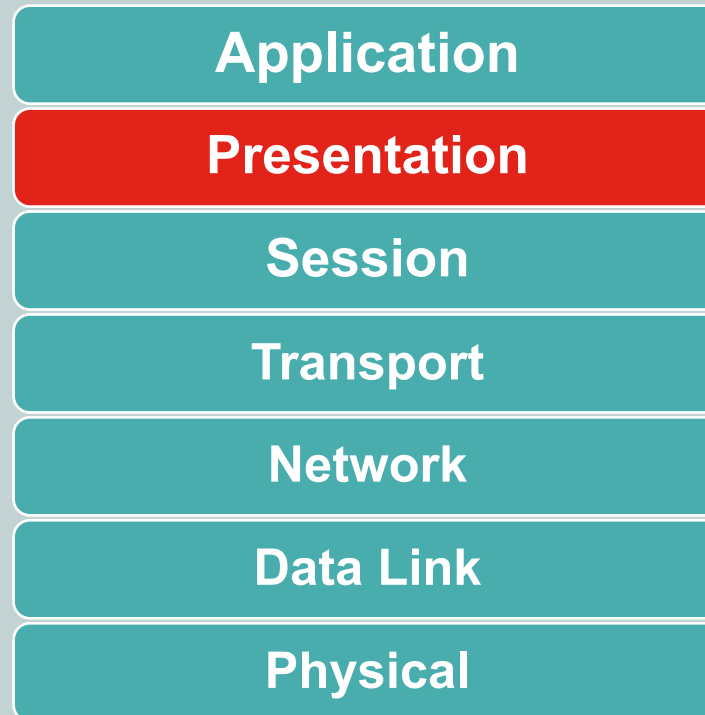 Application
Presentation
Session
Transport
Network
Data Link
Physical